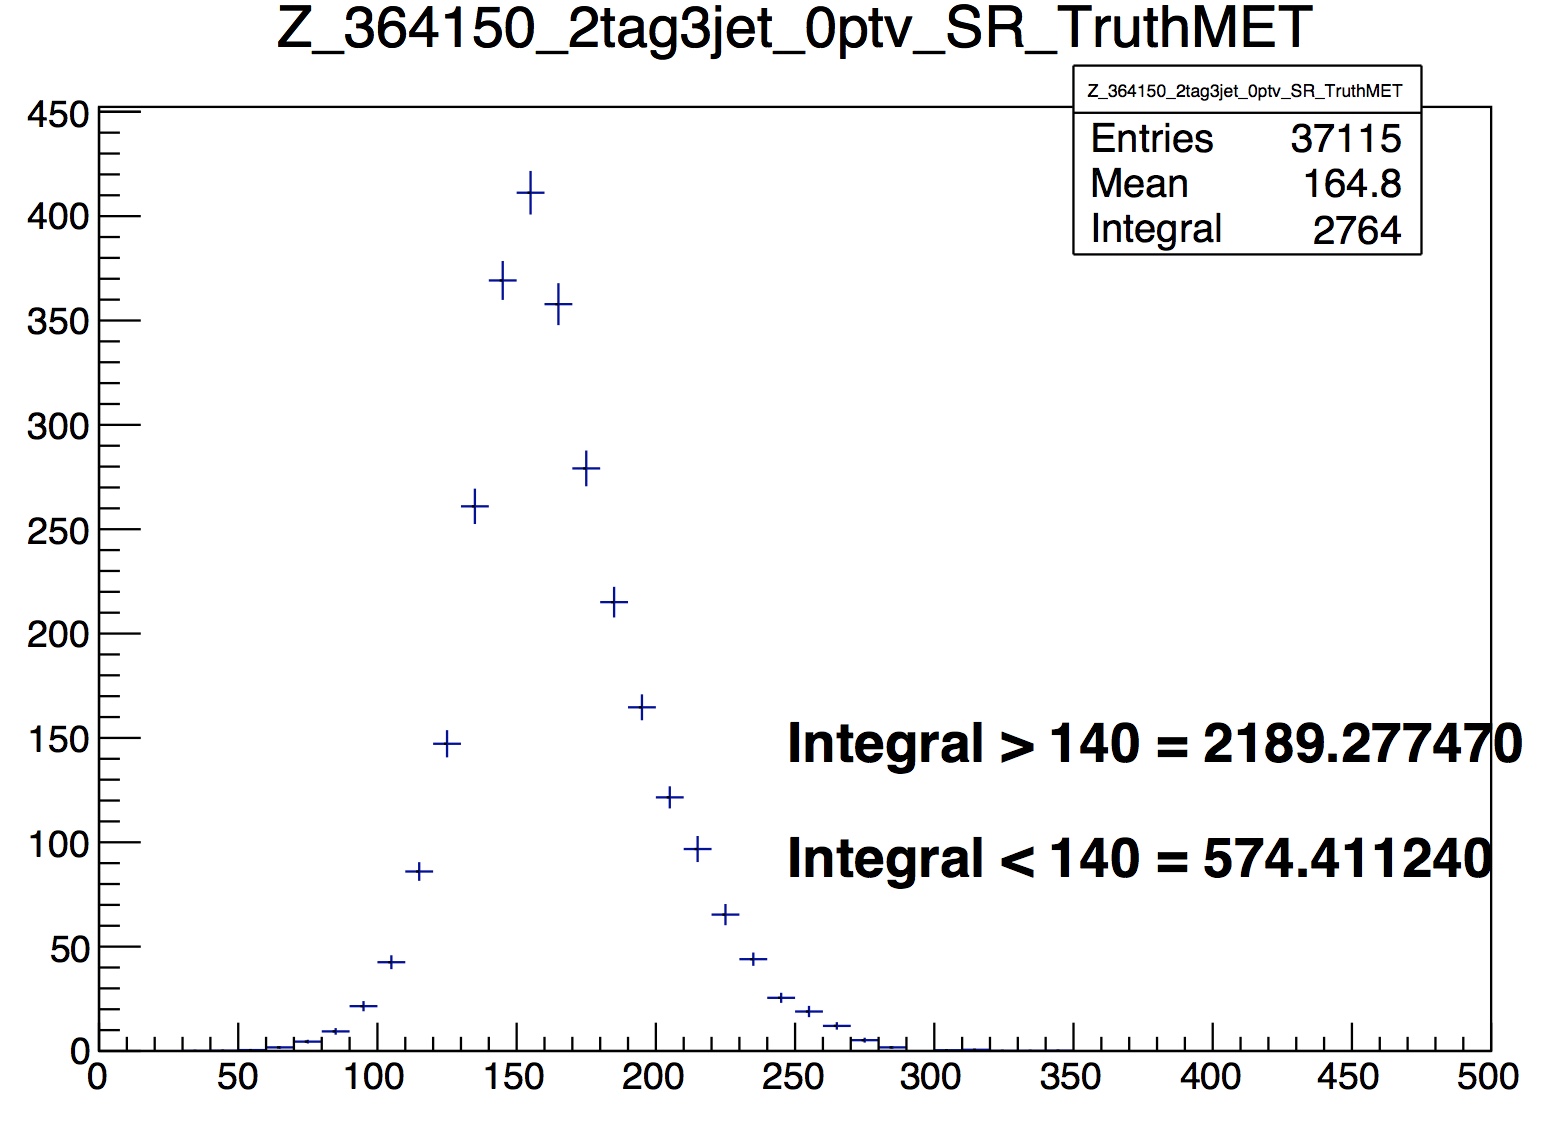 Z_364150_2tag3jet_0ptv_SR_TruthMET
Z_364150_2tag3jet_0ptv_SR_TruthMET
Entries 37115
Mean 164.8
Integral 2764
450
400
350
300
250
200
150
100
50
0
Integral > 140 = 2189.277470
Integral < 140 = 574.411240
0 50 100 150 200 250 300 350 400 450 500